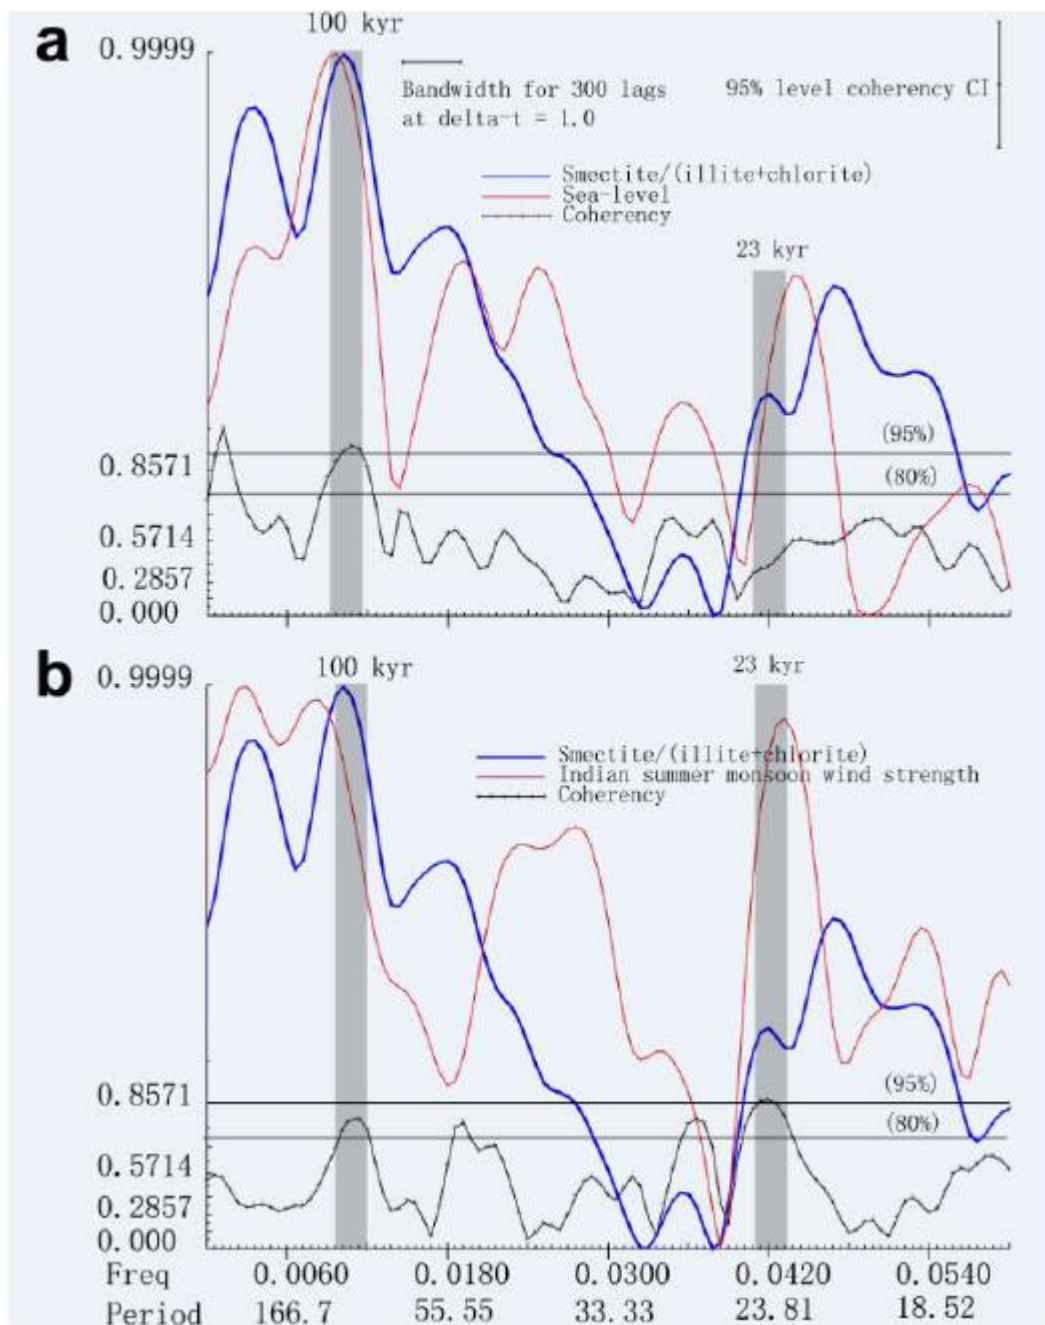 a
100 kyr
0.9999
Bandwidth for 300 lags
at delta-t = 1.0
95% level coherency CI
Smectite/(illite+chlorite)
Sea-level
Coherency
23 kyr
(95%)
0.8571
(80%)
0.5714
0.2857
0.000
b
100 kyr
23 kyr
0.9999
Smectite/(illite+chlorite)
Indian summer monsoon wind strength
Coherency
(95%)
0.8571
(80%)
0.5714
0.2857
0.000
Freq 0.0060 0.0180 0.0300 0.0420 0.0540
Period 166.7 55.55 33.33 23.81 18.52